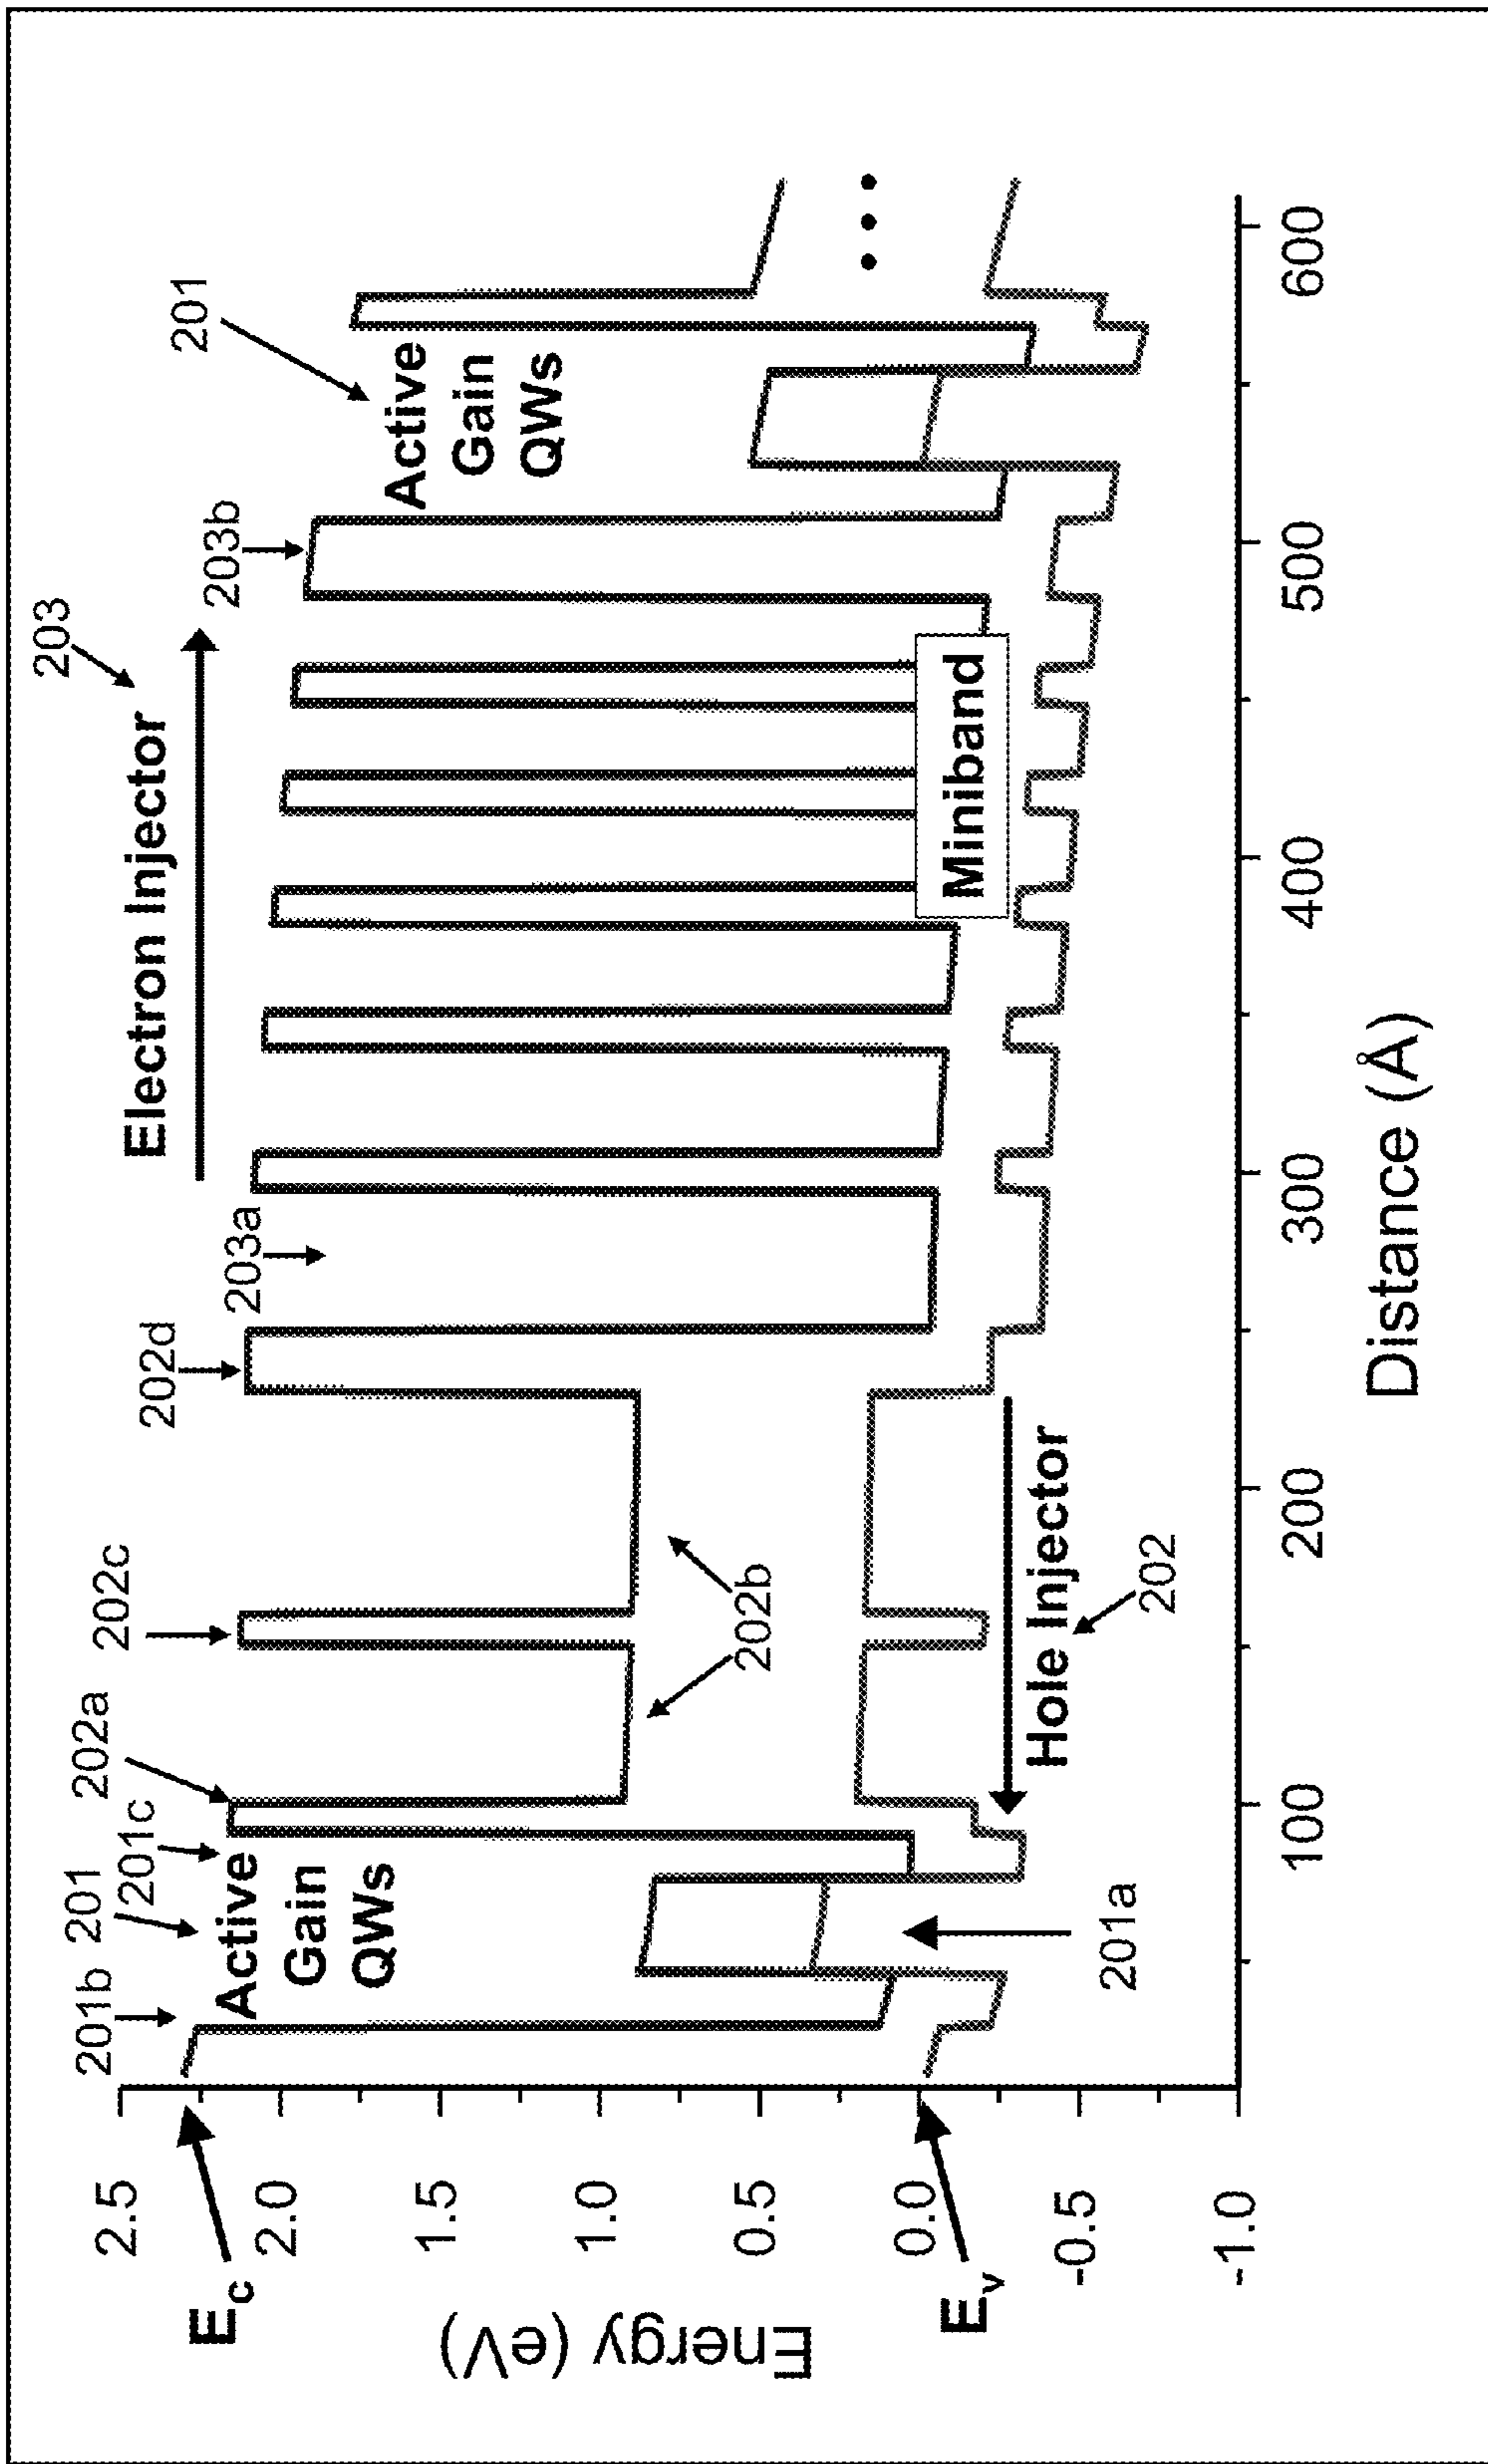 203
Electron Injector
203b
201
202d
203a
202c
202a
201c
201
201b
Active
Gain
QWs
Active
Gain
QWs
E_c
2.5
2.0
1.5
1.0
0.5
0.0
-0.5
-1.0
Energy (eV)
E_v
202b
Miniband
Hole Injector
202
201a
100
200
300
400
500
600
Distance (Å)